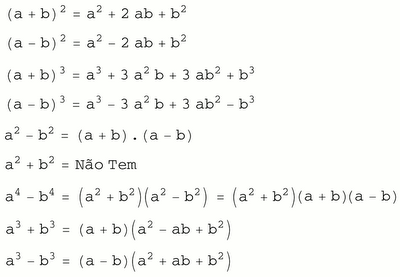 (a + b)² = a² + 2 ab + b²
(a − b)² = a² − 2 ab + b²
(a + b)³ = a³ + 3 a² b + 3 ab² + b³
(a − b)³ = a³ − 3 a² b + 3 ab² − b³
a² − b² = (a + b) . (a − b)
a² + b² = Não Tem
a⁴ − b⁴ = (a² + b²)(a² − b²) = (a² + b²)(a + b)(a − b)
a³ + b³ = (a + b)(a² − ab + b²)
a³ − b³ = (a − b)(a² + ab + b²)